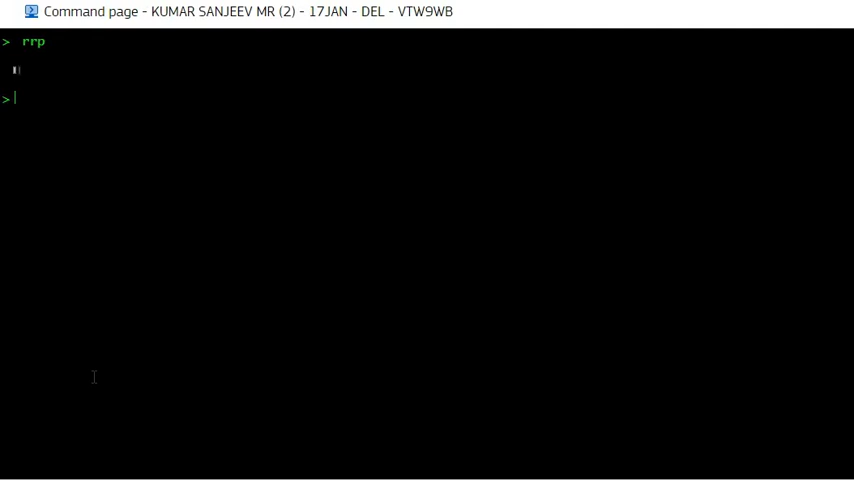 Command page - KUMAR SANJEEV MR (2) - 17JAN - DEL - VTW9WB
> rrp
>